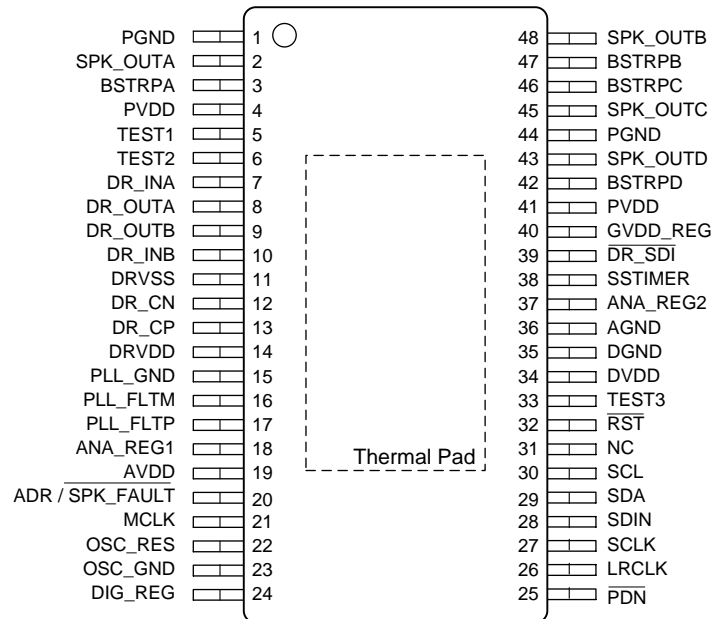 PGND 1 48 SPK_OUTB
SPK_OUTA 2 47 BSTRPB
BSTRPA 3 46 BSTRPC
PVDD 4 45 SPK_OUTC
TEST1 5 44 PGND
TEST2 6 43 SPK_OUTD
DR_INA 7 42 BSTRPD
DR_OUTA 8 41 PVDD
DR_OUTB 9 40 GVDD_REG
DR_INB 10 39 DR_SDI
DRVSS 11 38 SSTIMER
DR_CN 12 37 ANA_REG2
DR_CP 13 36 AGND
DRVDD 14 35 DGND
PLL_GND 15 34 DVDD
PLL_FLTM 16 33 TEST3
PLL_FLTP 17 32 RST
ANA_REG1 18 Thermal Pad 31 NC
AVDD 19 30 SCL
ADR / SPK_FAULT 20 29 SDA
MCLK 21 28 SDIN
OSC_RES 22 27 SCLK
OSC_GND 23 26 LRCLK
DIG_REG 24 25 PDN